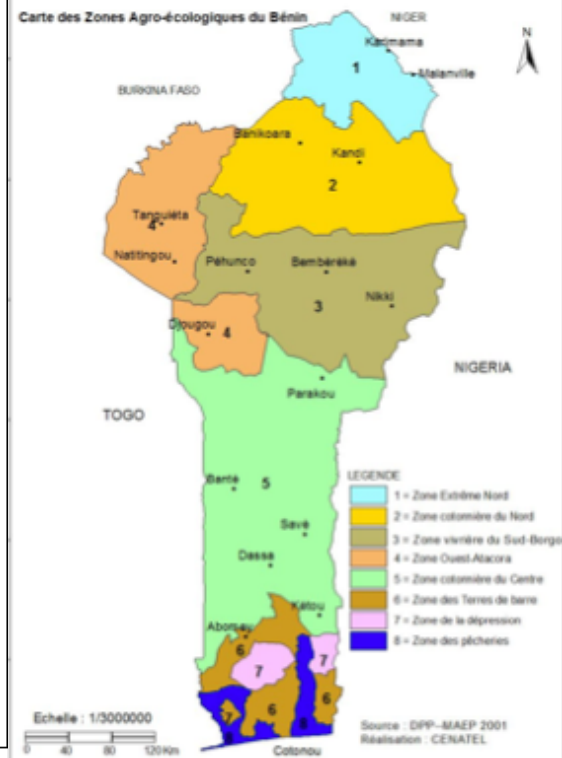 Carte des Zones Agro-écologiques du Bénin
NIGER
N
Karimama
1
Malanville
BURKINA FASO
Banikoara
Kandi
2
Tanguiéta
4
Natitingou
Péhunco
Bembèrèkè
3
Nikki
Djougou
4
NIGERIA
Parakou
TOGO
Bantè
5
Savè
Dassa
Kétou
LEGENDE
1 = Zone Extrême Nord
2 = Zone cotonnière du Nord
3 = Zone vivrière du Sud-Borgo
4 = Zone Ouest-Atacora
5 = Zone cotonnière du Centre
6 = Zone des Terres de barre
7 = Zone de la dépression
8 = Zone des pêcheries
6
7
7
7
6
6
8
8
Echelle : 1/3000000
0 40 80 120 Km
Cotonou
Source : DPP-MAEP 2001
Réalisation : CENATEL